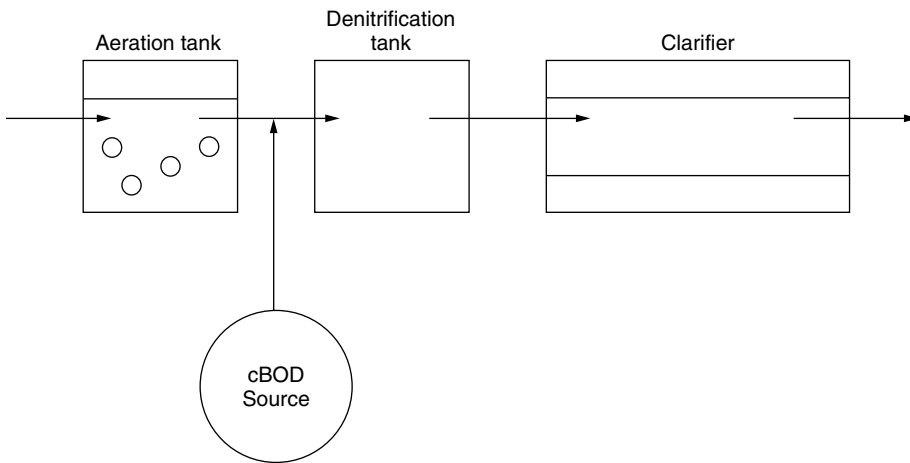 Aeration tank
Denitrification
tank
Clarifier
cBOD
Source